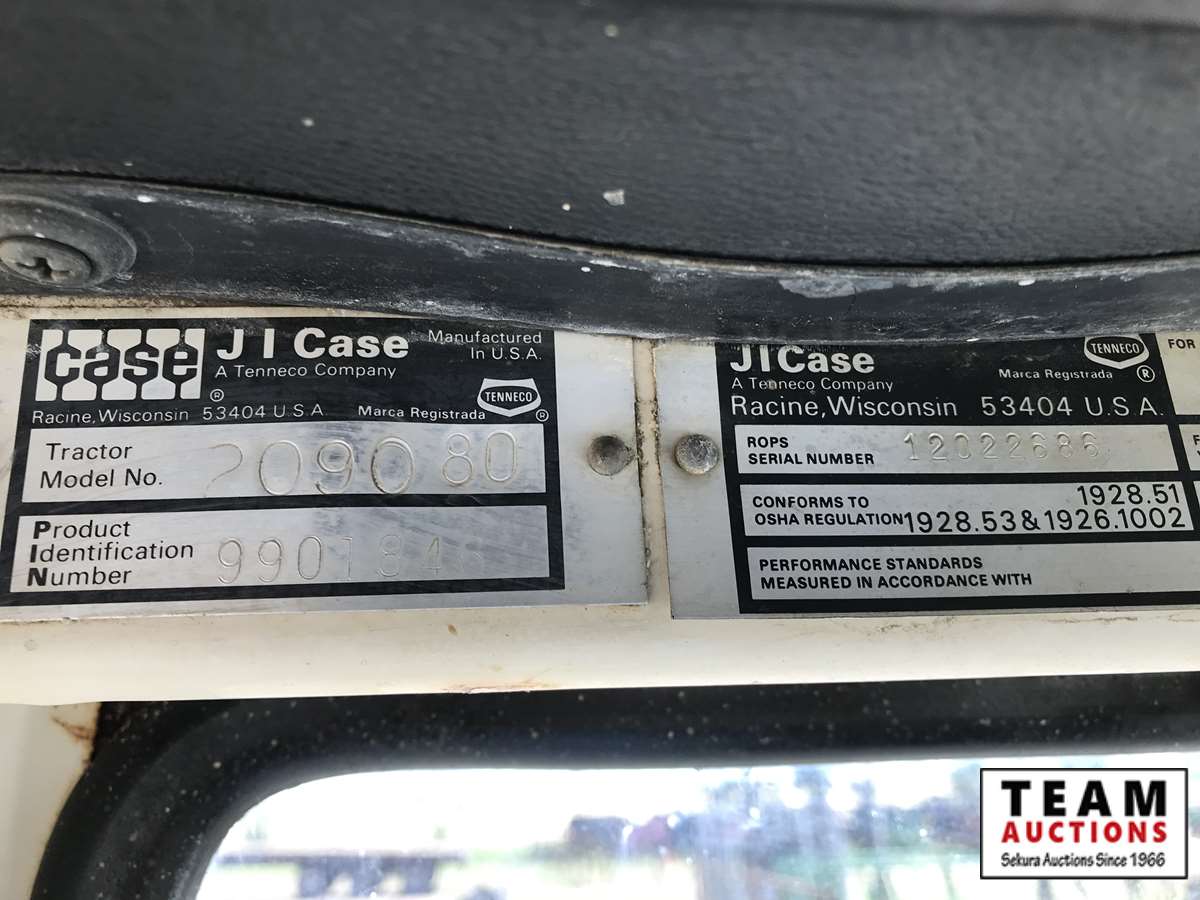 case
®
J I Case
A Tenneco Company
Manufactured
In U.S.A.
Racine, Wisconsin 53404 U.S.A
Marca Registrada
TENNECO
®
Tractor
Model No.
209080
Product
Identification
Number
JI Case
A Tenneco Company
Racine, Wisconsin 53404 U.S.A.
TENNECO
Marca Registrada ®
ROPS
SERIAL NUMBER
12022686
CONFORMS TO
OSHA REGULATION
1928.51
1928.53 & 1926.1002
PERFORMANCE STANDARDS
MEASURED IN ACCORDANCE WITH
FOR
TEAM
AUCTIONS
Sekura Auctions Since 1966